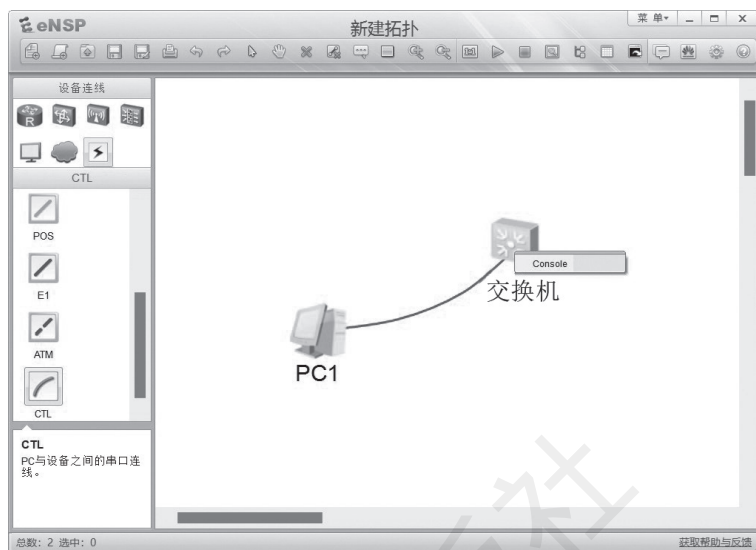 eNSP
新建拓扑
菜 单
设备连线
R
CTL
POS
E1
ATM
CTL
CTL
PC与设备之间的串口连
线。
Console
交换机
PC1
总数: 2 选中: 0
获取帮助与反馈